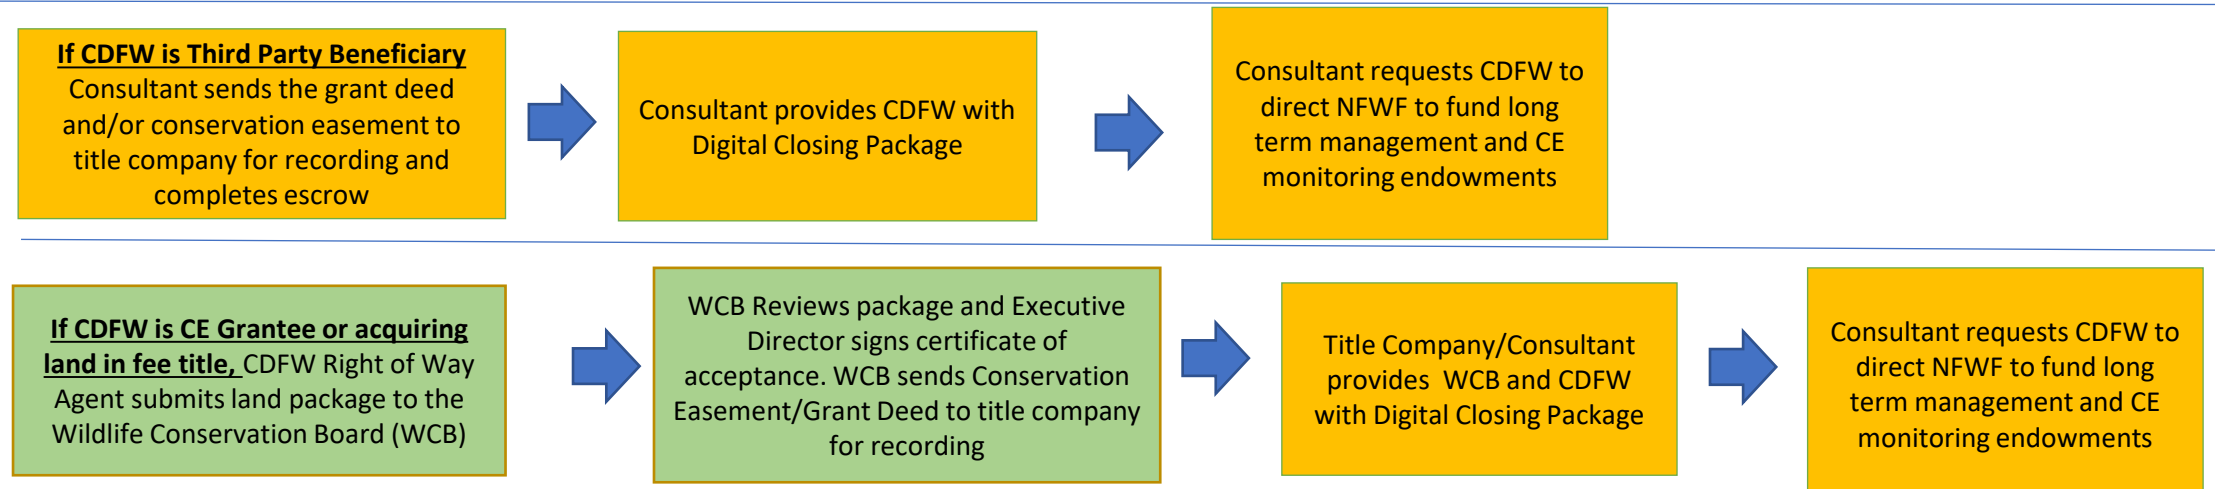 If CDFW is Third Party Beneficiary
Consultant sends the grant deed
and/or conservation easement to
title company for recording and
completes escrow
Consultant provides CDFW with
Digital Closing Package
Consultant requests CDFW to
direct NFWF to fund long
term management and CE
monitoring endowments
If CDFW is CE Grantee or acquiring
land in fee title, CDFW Right of Way
Agent submits land package to the
Wildlife Conservation Board (WCB)
WCB Reviews package and Executive
Director signs certificate of
acceptance. WCB sends Conservation
Easement/Grant Deed to title company
for recording
Title Company/Consultant
provides WCB and CDFW
with Digital Closing Package
Consultant requests CDFW to
direct NFWF to fund long
term management and CE
monitoring endowments